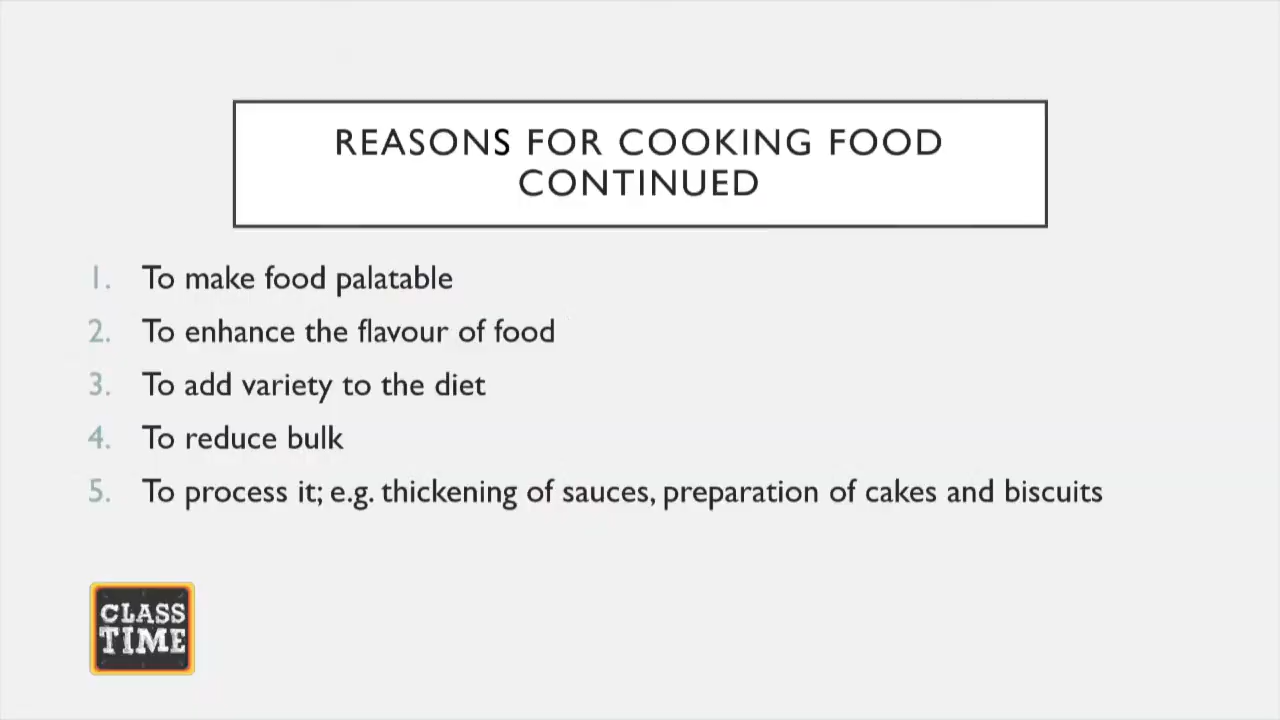 REASONS FOR COOKING FOOD
CONTINUED
1. To make food palatable
2. To enhance the flavour of food
3. To add variety to the diet
4. To reduce bulk
5. To process it; e.g. thickening of sauces, preparation of cakes and biscuits
CLASS
TIME